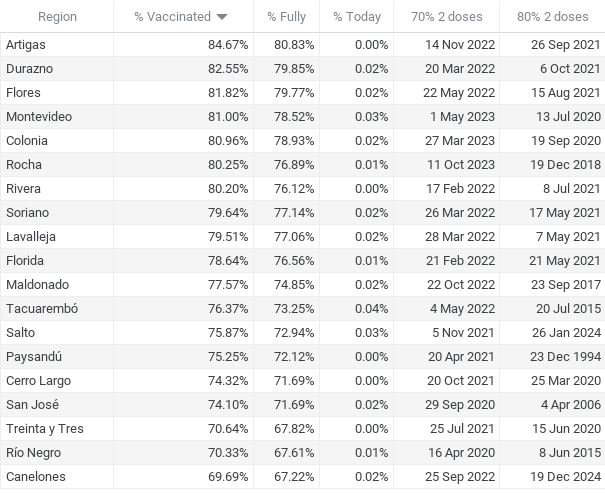 Region % Vaccinated % Fully % Today 70% 2 doses 80% 2 doses
Artigas 84.67% 80.83% 0.00% 14 Nov 2022 26 Sep 2021
Durazno 82.55% 79.85% 0.02% 20 Mar 2022 6 Oct 2021
Flores 81.82% 79.77% 0.02% 22 May 2022 15 Aug 2021
Montevideo 81.00% 78.52% 0.03% 1 May 2023 13 Jul 2020
Colonia 80.96% 78.93% 0.02% 27 Mar 2023 19 Sep 2020
Rocha 80.25% 76.89% 0.01% 11 Oct 2023 19 Dec 2018
Rivera 80.20% 76.12% 0.00% 17 Feb 2022 8 Jul 2021
Soriano 79.64% 77.14% 0.02% 26 Mar 2022 17 May 2021
Lavalleja 79.51% 77.06% 0.02% 28 Mar 2022 7 May 2021
Florida 78.64% 76.56% 0.01% 21 Feb 2022 21 May 2021
Maldonado 77.57% 74.85% 0.02% 22 Oct 2022 23 Sep 2017
Tacuarembó 76.37% 73.25% 0.04% 4 May 2022 20 Jul 2015
Salto 75.87% 72.94% 0.03% 5 Nov 2021 26 Jan 2024
Paysandú 75.25% 72.12% 0.00% 20 Apr 2021 23 Dec 1994
Cerro Largo 74.32% 71.69% 0.00% 20 Oct 2021 25 Mar 2020
San José 74.10% 71.69% 0.02% 29 Sep 2020 4 Apr 2006
Treinta y Tres 70.64% 67.82% 0.00% 25 Jul 2021 15 Jun 2020
Río Negro 70.33% 67.61% 0.01% 16 Apr 2020 8 Jun 2015
Canelones 69.69% 67.22% 0.02% 25 Sep 2022 19 Dec 2024